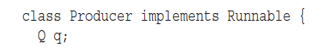 class Producer implements Runnable {
Q q;